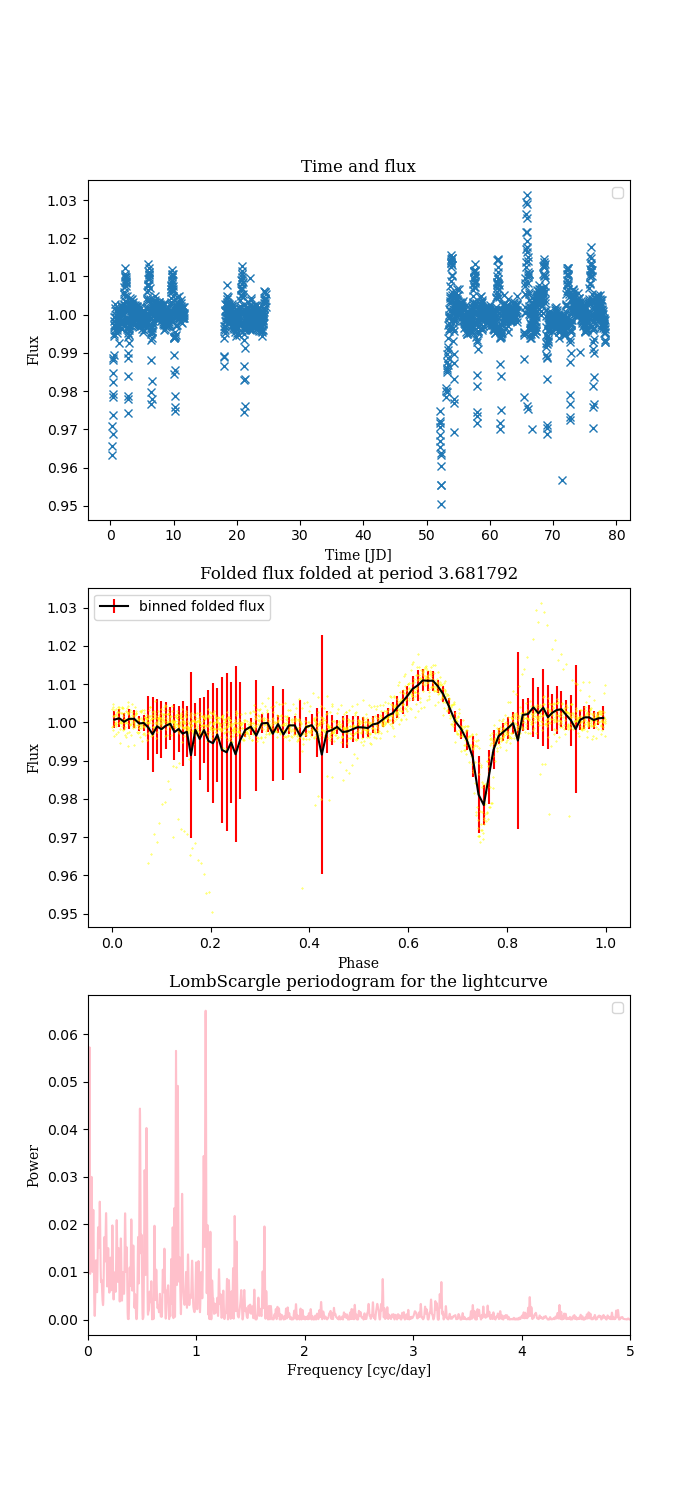 Time and flux
1.03
1.02
1.01
1.00
0.99
0.98
0.97
0.96
0.95
Flux
0 10 20 30 40 50 60 70 80
Time [JD]
Folded flux folded at period 3.681792
binned folded flux
1.03
1.02
1.01
1.00
0.99
0.98
0.97
0.96
0.95
Flux
0.0 0.2 0.4 0.6 0.8 1.0
Phase
LombScargle periodogram for the lightcurve
0.06
0.05
0.04
0.03
0.02
0.01
0.00
Power
0 1 2 3 4 5
Frequency [cyc/day]